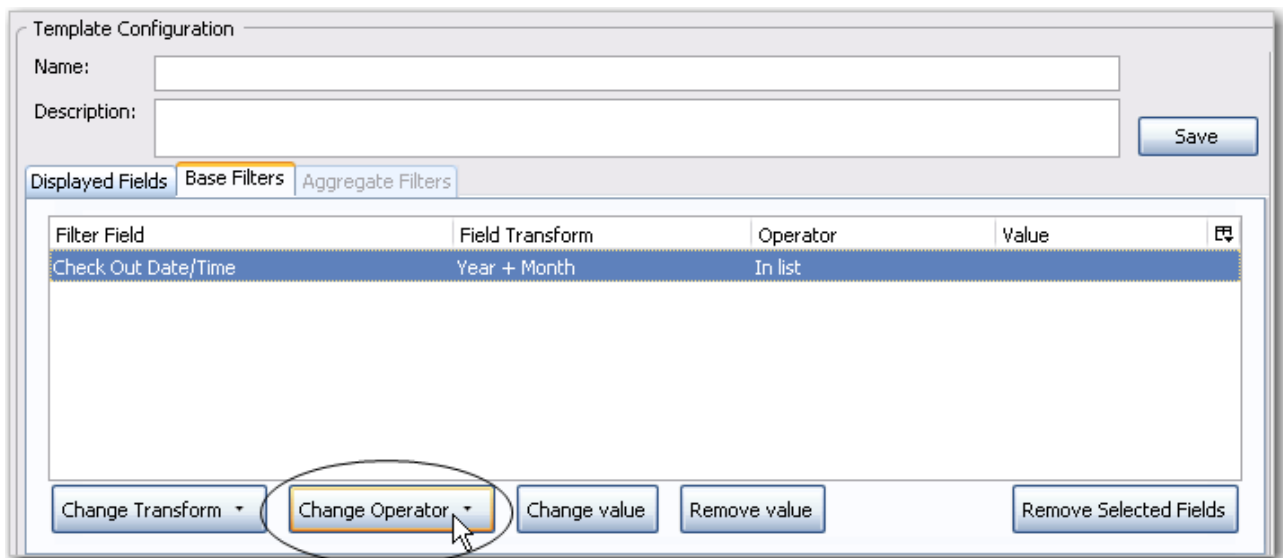 Template Configuration
Name:
Description:
Save
Displayed Fields Base Filters Aggregate Filters
Filter Field Field Transform Operator Value
Check Out Date/Time Year + Month In list
Change Transform Change Operator Change value Remove value Remove Selected Fields